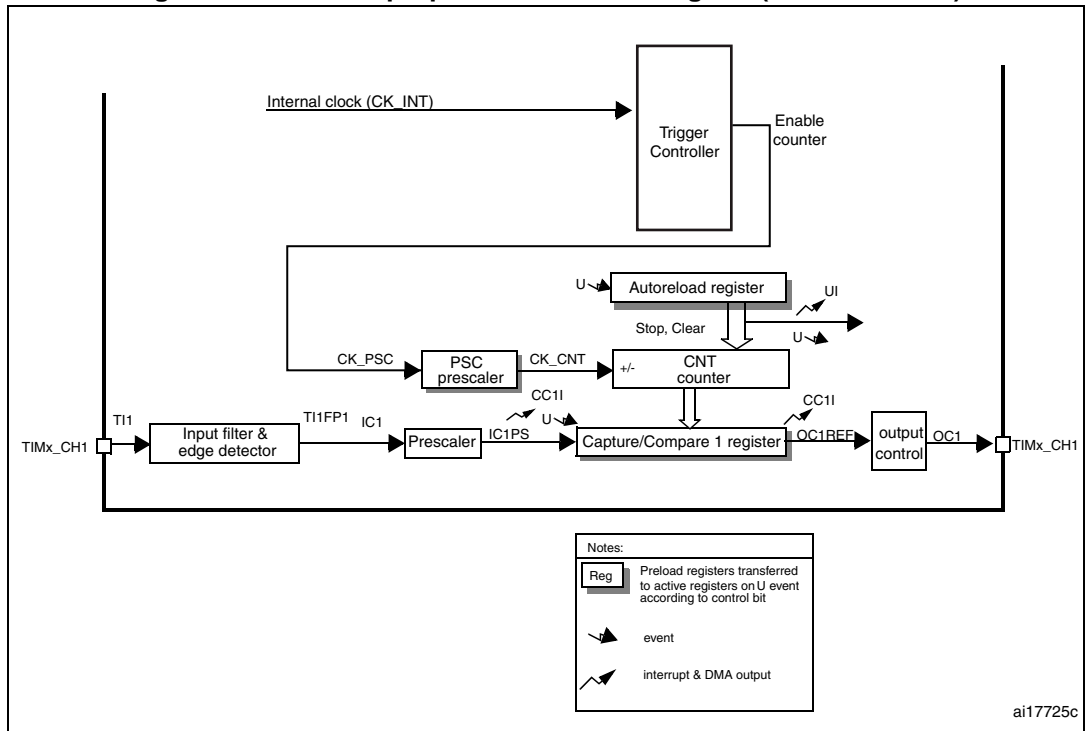 Internal clock (CK_INT)
Trigger
Controller
Enable
counter
U
Autoreload register
UI
Stop, Clear
U
CK_PSC
PSC
prescaler
CK_CNT
+/-
CNT
counter
CC1I
U
CC1I
TIMx_CH1
TI1
Input filter &
edge detector
TI1FP1
IC1
Prescaler
IC1PS
Capture/Compare 1 register
OC1REF
output
control
OC1
TIMx_CH1
Notes:
Reg
Preload registers transferred
to active registers on U event
according to control bit
event
interrupt & DMA output
ai17725c